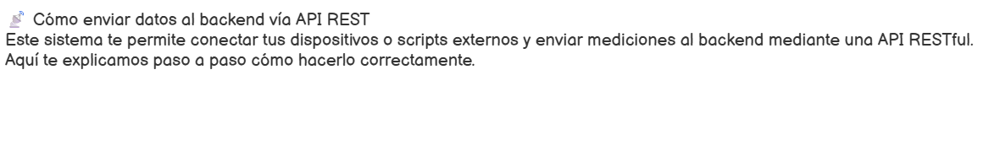 📡 Cómo enviar datos al backend vía API REST
Este sistema te permite conectar tus dispositivos o scripts externos y enviar mediciones al backend mediante una API RESTful.
Aquí te explicamos paso a paso cómo hacerlo correctamente.